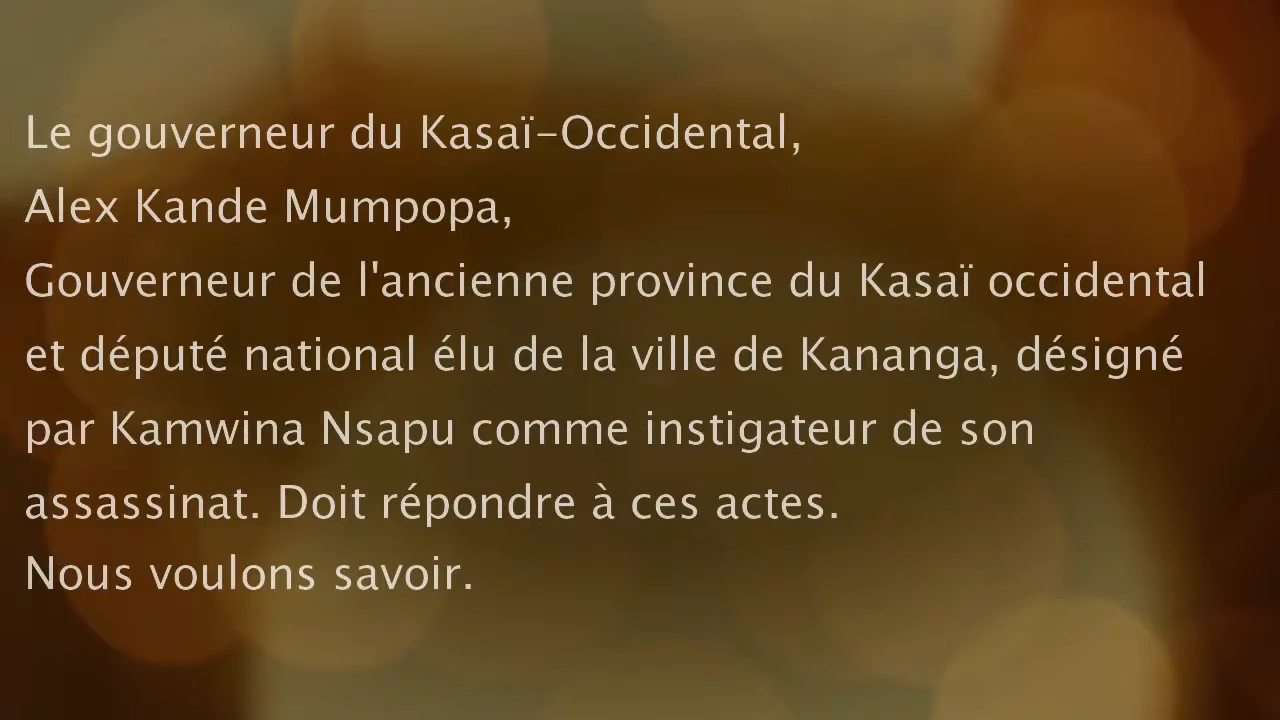 Le gouverneur du Kasaï-Occidental,
Alex Kande Mumpopa,
Gouverneur de l'ancienne province du Kasaï occidental
et député national élu de la ville de Kananga, désigné
par Kamwina Nsapu comme instigateur de son
assassinat. Doit répondre à ces actes.
Nous voulons savoir.